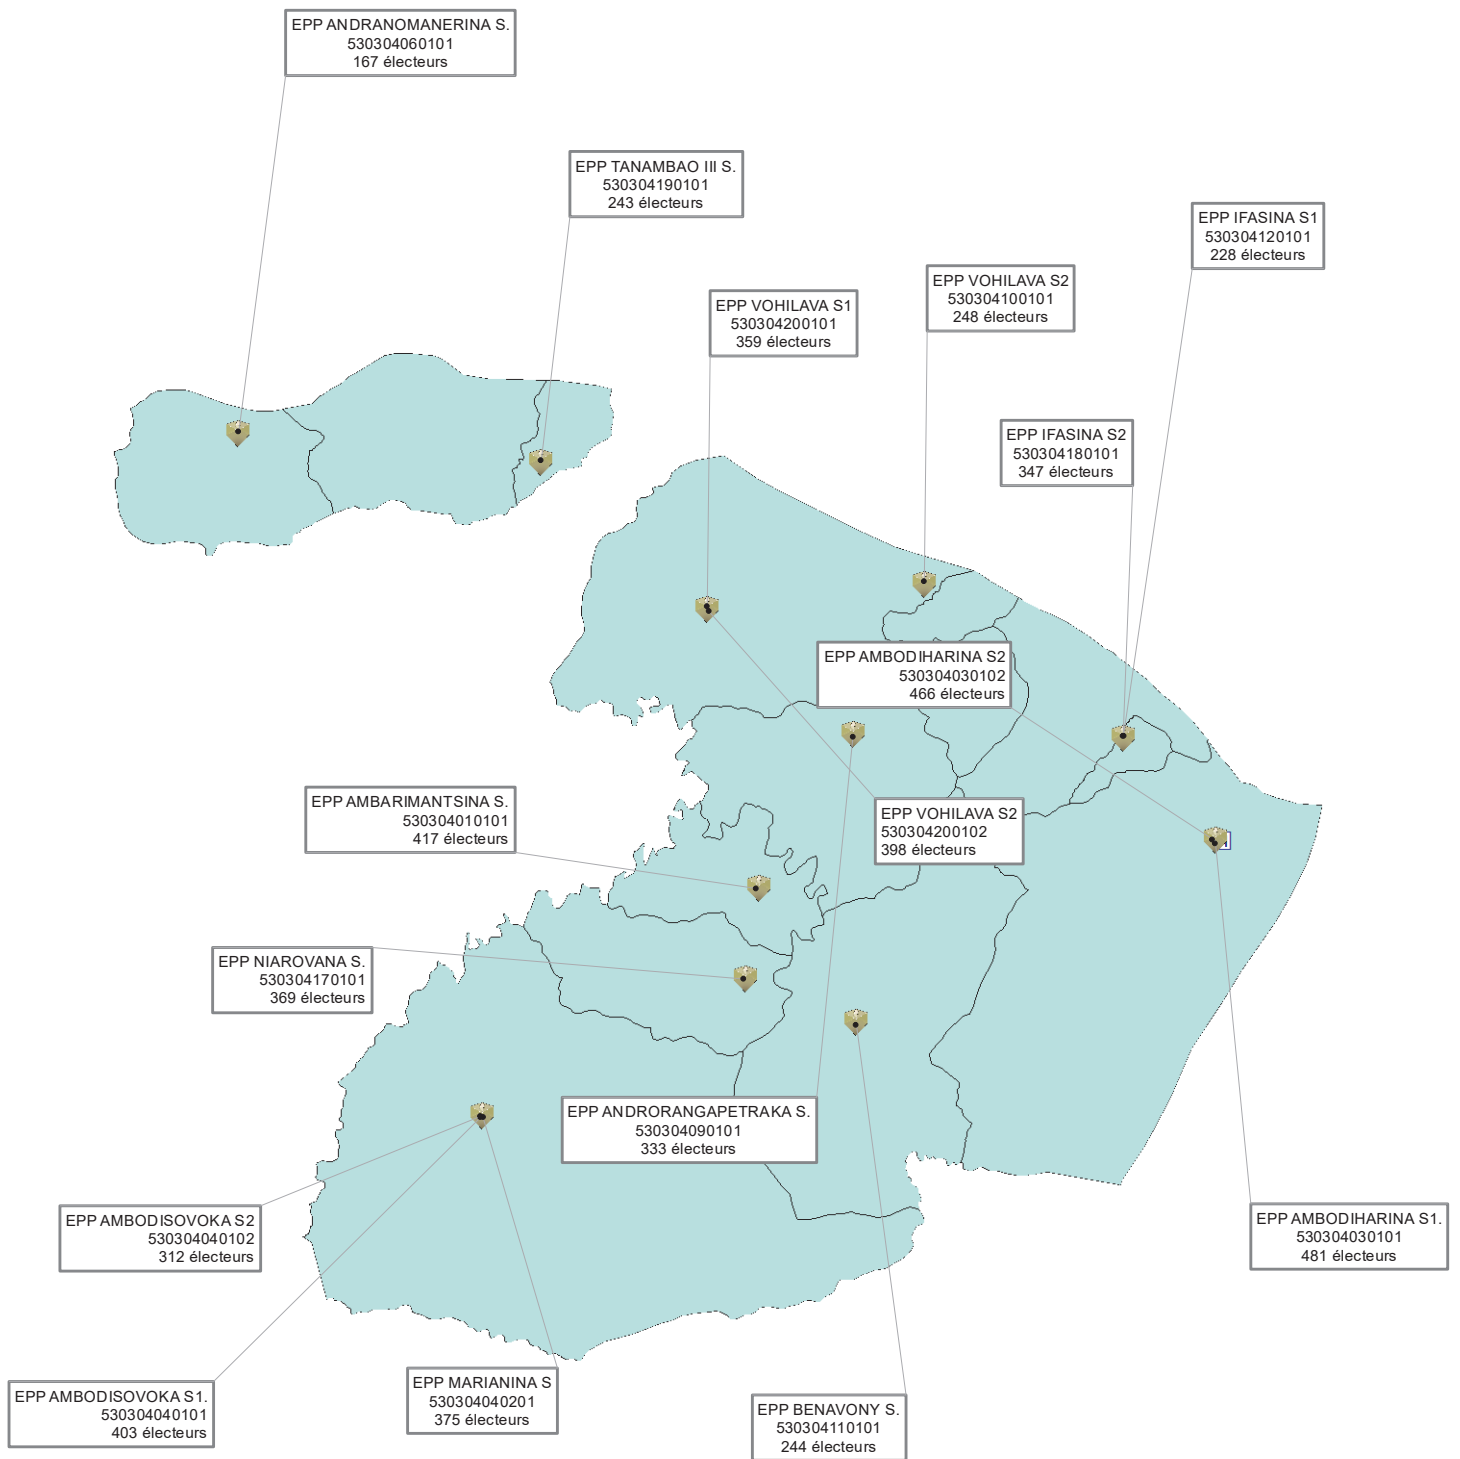 EPP ANDRANOMANERINA S.
530304060101
167 électeurs
EPP TANAMBAO III S.
530304190101
243 électeurs
EPP IFASINA S1
530304120101
228 électeurs
EPP VOHILAVA S2
530304100101
248 électeurs
EPP VOHILAVA S1
530304200101
359 électeurs
EPP IFASINA S2
530304180101
347 électeurs
EPP AMBODIHARINA S2
530304030102
466 électeurs
EPP AMBARIMANTSINA S.
530304010101
417 électeurs
EPP VOHILAVA S2
530304200102
398 électeurs
EPP NIAROVANA S.
530304170101
369 électeurs
EPP ANDRORANGAPETRAKA S.
530304090101
333 électeurs
EPP AMBODISOVOKA S2
530304040102
312 électeurs
EPP AMBODIHARINA S1.
530304030101
481 électeurs
EPP AMBODISOVOKA S1.
530304040101
403 électeurs
EPP MARIANINA S
530304040201
375 électeurs
EPP BENAVONY S.
530304110101
244 électeurs